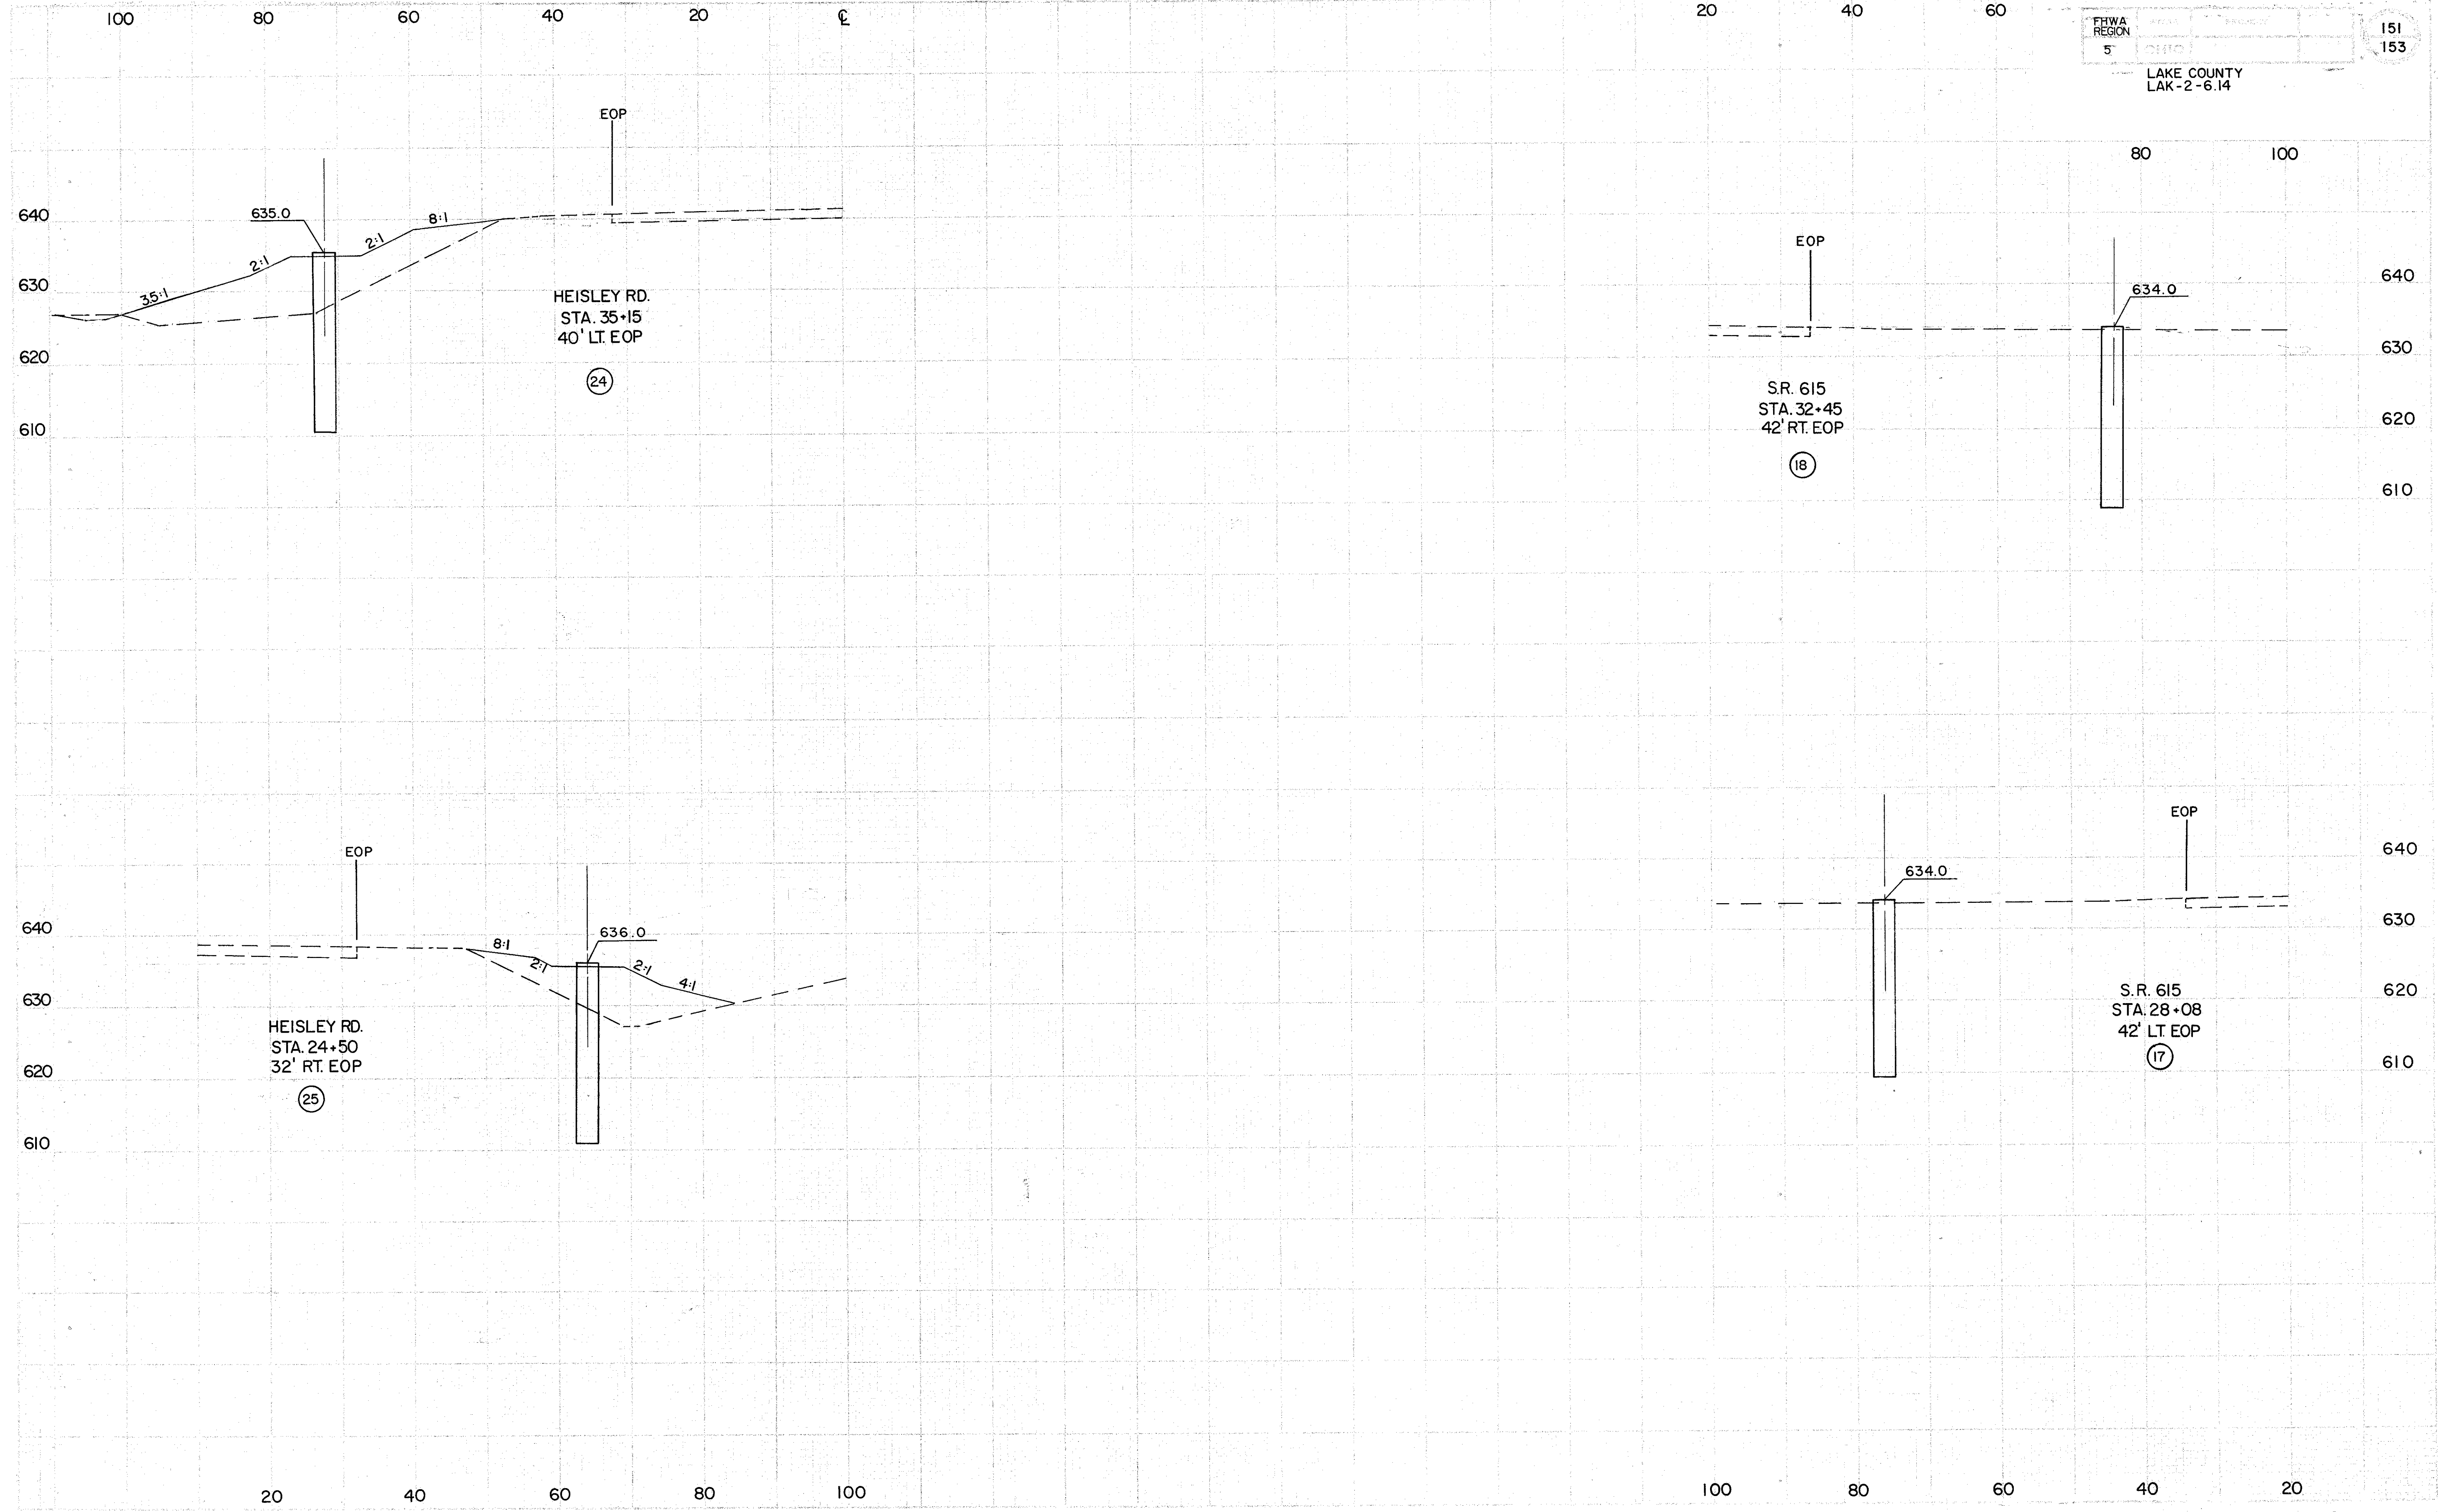 100 80 60 40 20 ℄ 20 40 60
FHWA REGION
5 OHIO
151
153
LAKE COUNTY
LAK-2-6.14
80 100
EOP
635.0
8:1
2:1
2:1
3.5:1
640
630
620
610
HEISLEY RD.
STA. 35+15
40' LT. EOP
24
EOP
634.0
640
630
620
610
S.R. 615
STA. 32+45
42' RT. EOP
18
EOP
636.0
8:1
2:1
2:1
4:1
640
630
620
610
HEISLEY RD.
STA. 24+50
32' RT. EOP
25
EOP
634.0
640
630
620
610
S.R. 615
STA. 28+08
42' LT. EOP
17
20 40 60 80 100 100 80 60 40 20